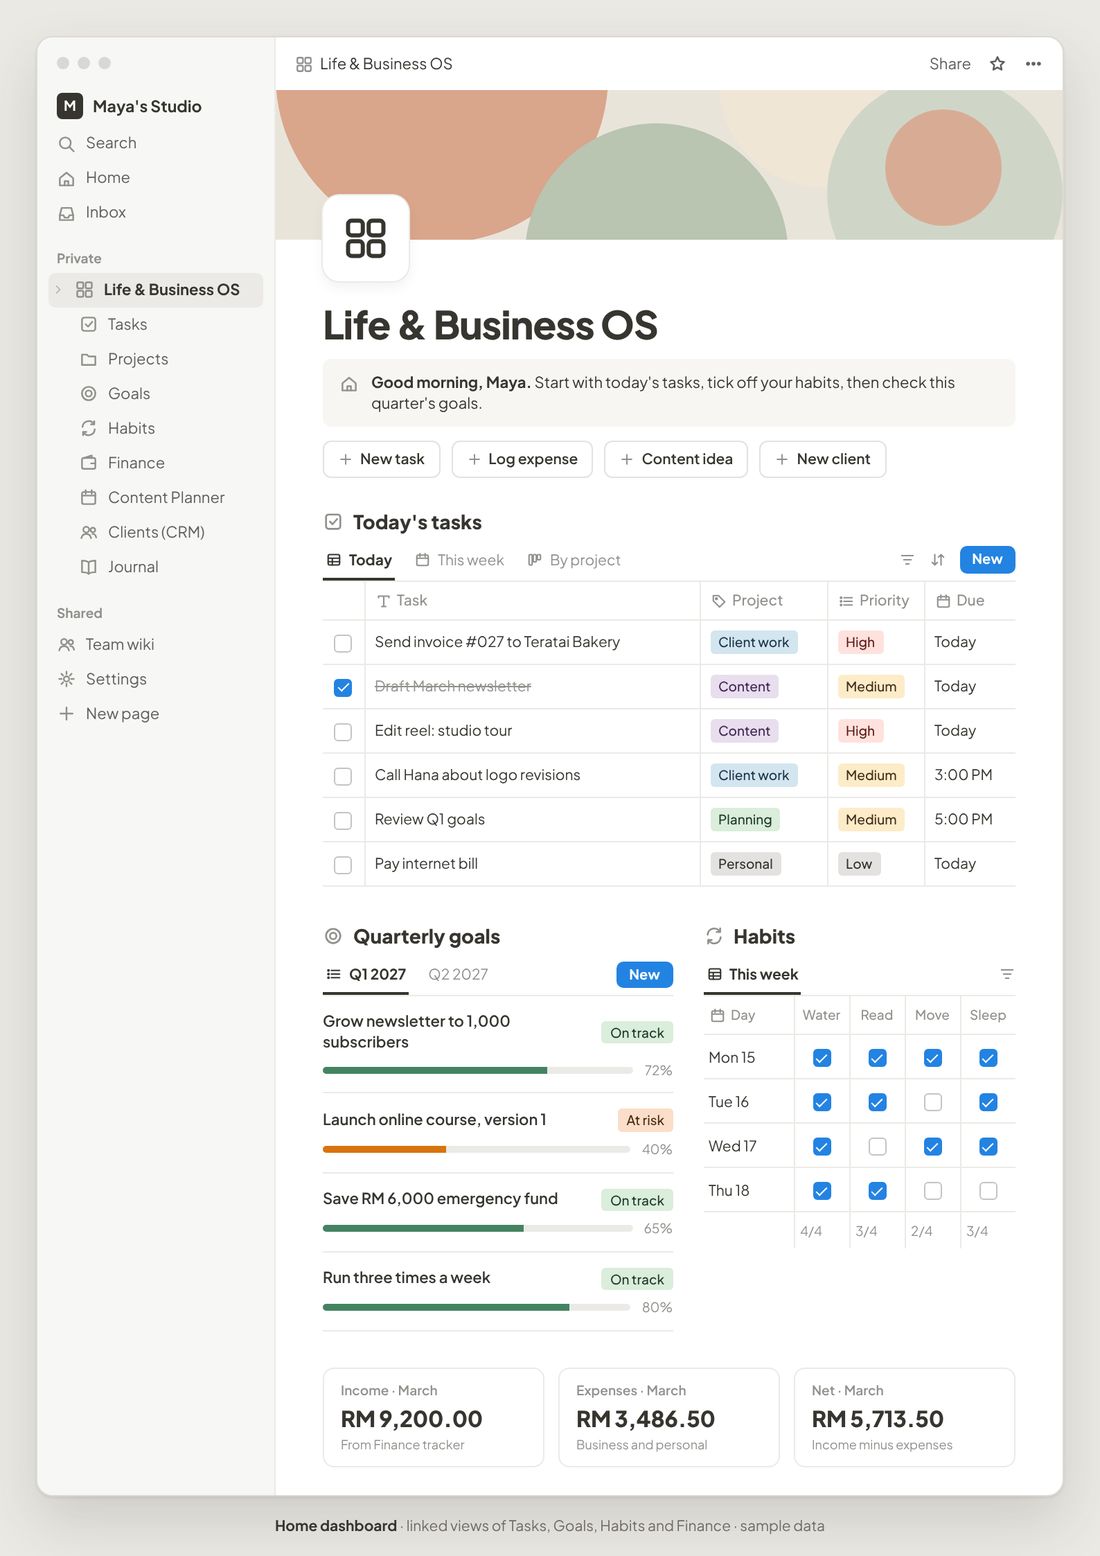 Life & Business OS
Share
M Maya's Studio
Search
Home
Inbox
Private
Life & Business OS
Tasks
Projects
Goals
Habits
Finance
Content Planner
Clients (CRM)
Journal
Shared
Team wiki
Settings
New page
Life & Business OS
Good morning, Maya. Start with today's tasks, tick off your habits, then check this
quarter's goals.
New task Log expense Content idea New client
Today's tasks
Today This week By project New
Task Project Priority Due
Send invoice #027 to Teratai Bakery Client work High Today
Draft March newsletter Content Medium Today
Edit reel: studio tour Content High Today
Call Hana about logo revisions Client work Medium 3:00 PM
Review Q1 goals Planning Medium 5:00 PM
Pay internet bill Personal Low Today
Quarterly goals
Q1 2027 Q2 2027 New
Grow newsletter to 1,000
subscribers
On track
72%
Launch online course, version 1 At risk
40%
Save RM 6,000 emergency fund On track
65%
Run three times a week On track
80%
Habits
This week
Day Water Read Move Sleep
Mon 15
Tue 16
Wed 17
Thu 18
4/4 3/4 2/4 3/4
Income · March
RM 9,200.00
From Finance tracker
Expenses · March
RM 3,486.50
Business and personal
Net · March
RM 5,713.50
Income minus expenses
Home dashboard · linked views of Tasks, Goals, Habits and Finance · sample data